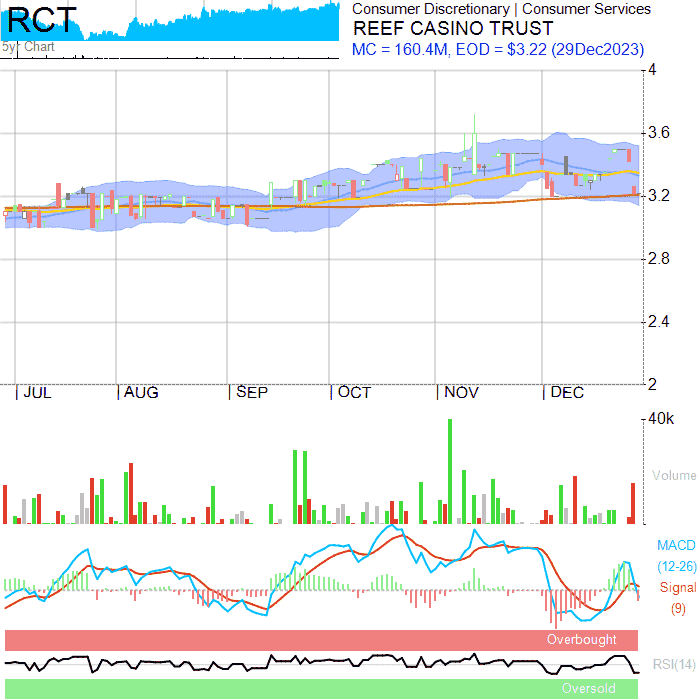 RCT
5yr Chart
Consumer Discretionary | Consumer Services
REEF CASINO TRUST
MC = 160.4M, EOD = $3.22 (29Dec2023)
4
3.6
3.2
2.8
2.4
2
JUL AUG SEP OCT NOV DEC
40k
Volume
MACD
(12-26)
Signal
(9)
Overbought
RSI(14)
Oversold